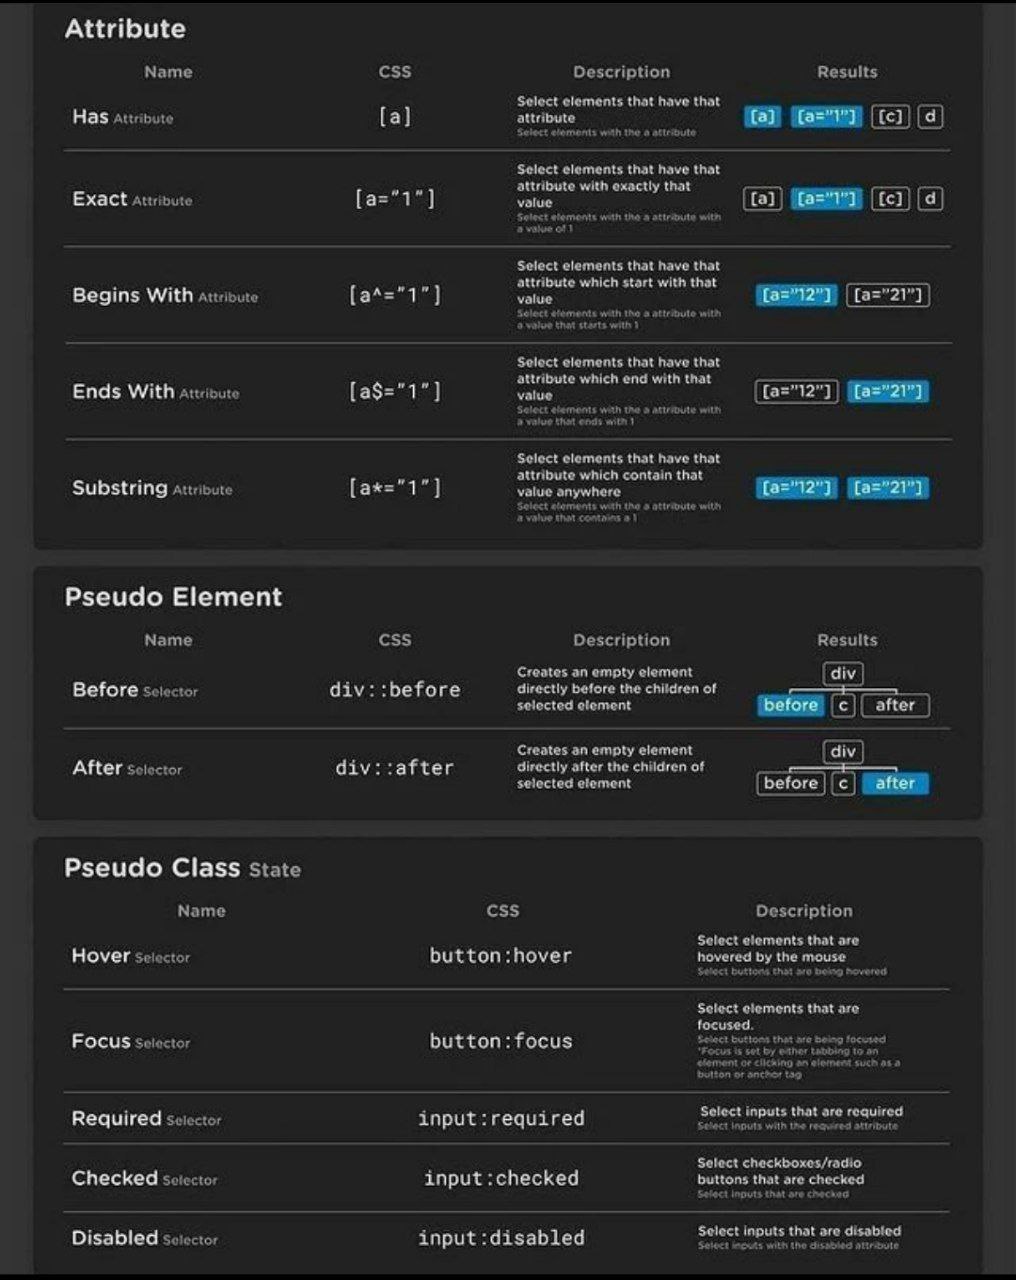 Attribute
Name CSS Description Results
Has Attribute [a] Select elements that have that
attribute
Select elements with the a attribute
[a] [a="1"] [c] d
Exact Attribute [a="1"] Select elements that have that
attribute with exactly that
value
Select elements with the a attribute with
a value of 1
[a] [a="1"] [c] d
Begins With Attribute [a^="1"] Select elements that have that
attribute which start with that
value
Select elements with the a attribute with
a value that starts with 1
[a="12"] [a="21"]
Ends With Attribute [a$="1"] Select elements that have that
attribute which end with that
value
Select elements with the a attribute with
a value that ends with 1
[a="12"] [a="21"]
Substring Attribute [a*="1"] Select elements that have that
attribute which contain that
value anywhere
Select elements with the a attribute with
a value that contains a 1
[a="12"] [a="21"]
Pseudo Element
Name CSS Description Results
Before Selector div::before Creates an empty element
directly before the children of
selected element
div
before c after
After Selector div::after Creates an empty element
directly after the children of
selected element
div
before c after
Pseudo Class State
Name CSS Description
Hover Selector button:hover Select elements that are
hovered by the mouse
Select buttons that are being hovered
Focus Selector button:focus Select elements that are
focused.
Select buttons that are being focused
*Focus is set by either tabbing to an
element or clicking an element such as a
button or anchor tag
Required Selector input:required Select inputs that are required
Select inputs with the required attribute
Checked Selector input:checked Select checkboxes/radio
buttons that are checked
Select inputs that are checked
Disabled Selector input:disabled Select inputs that are disabled
Select inputs with the disabled attribute